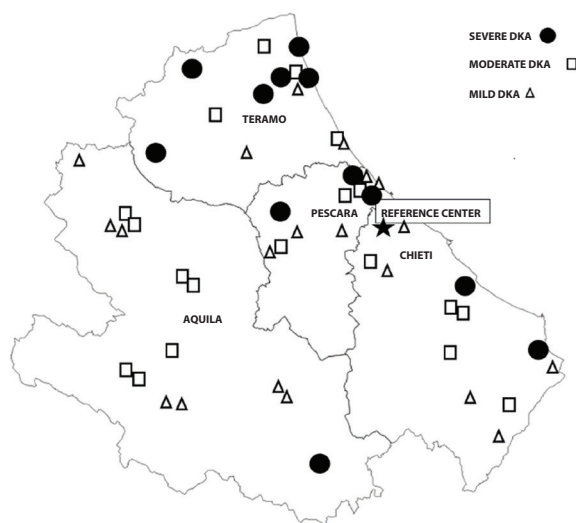 SEVERE DKA
MODERATE DKA
MILD DKA
TERAMO
PESCARA
REFERENCE CENTER
CHIETI
AQUILA